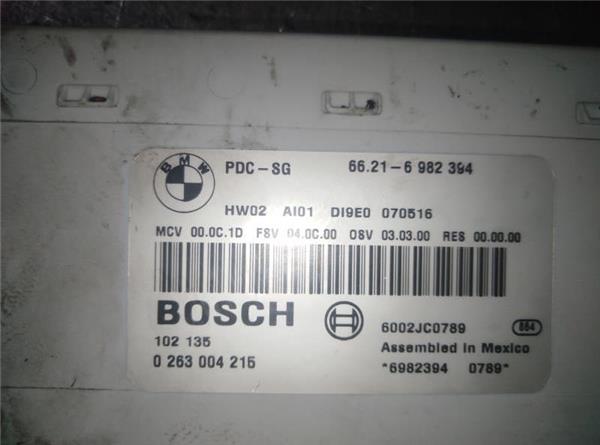 BMW
PDC-SG 66.21-6 982 394
HW02 AI01 DI9E0 070516
MCV 00.0C.1D FSV 04.0C.00 OSV 03.03.00 RES 00.00.00
BOSCH
6002JC0789 864
102 135 Assembled in Mexico
0 263 004 215 *6982394 0789*